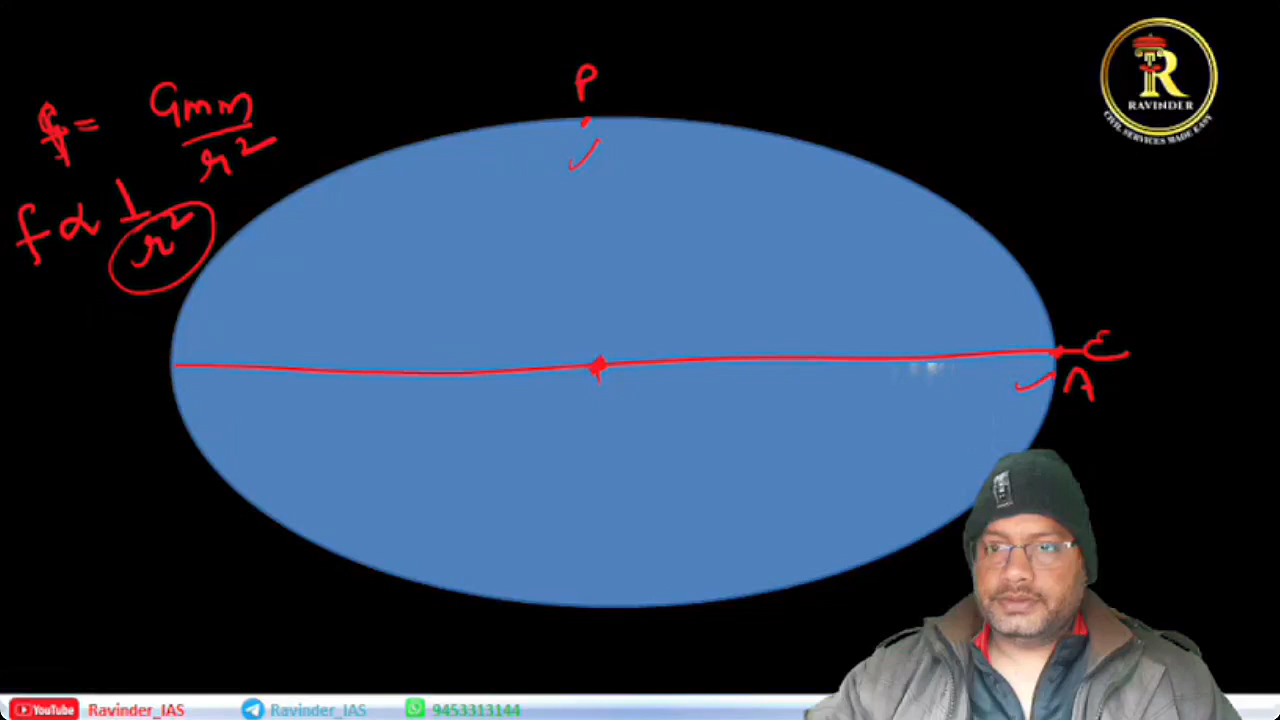 P
F = Gmm/r²
f ∝ 1/r²
E
A
R
RAVINDER
CIVIL SERVICES MADE EASY
YouTube Ravinder_IAS Ravinder_IAS 9453313144